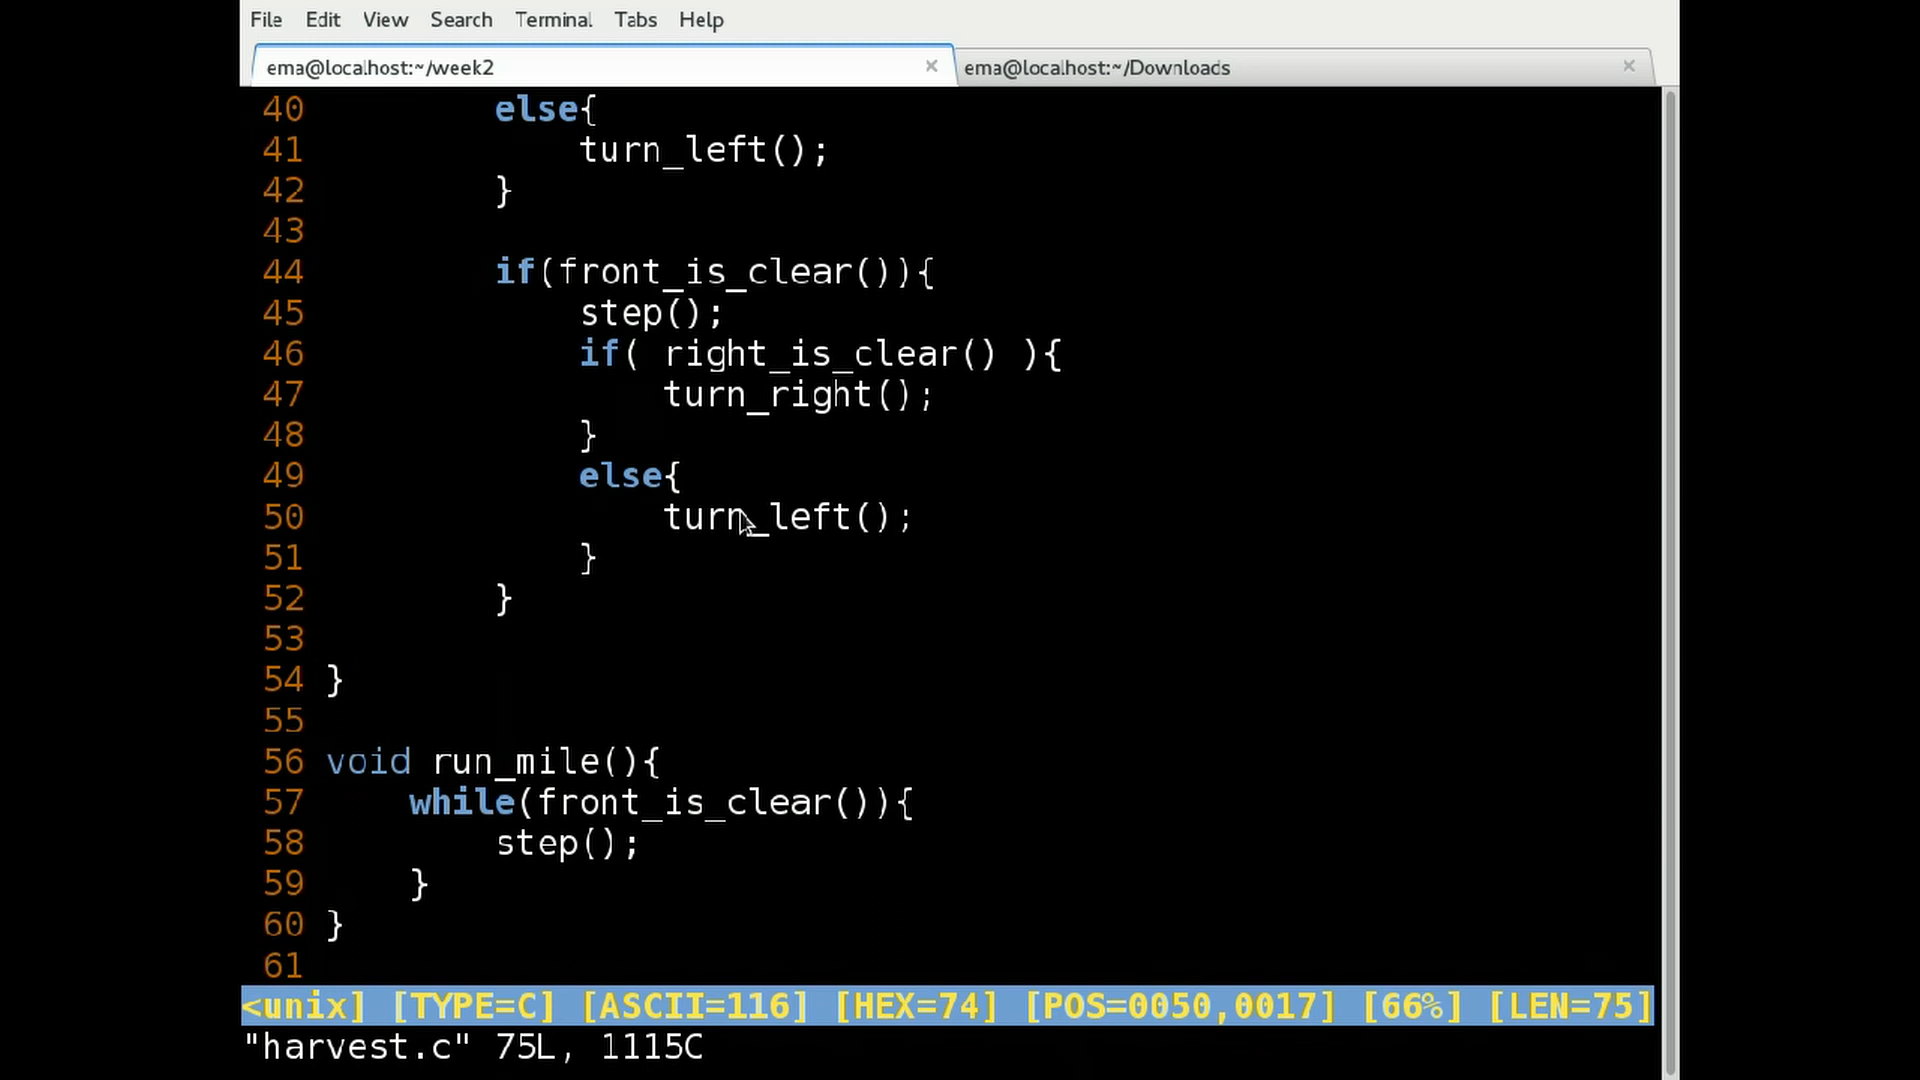 File Edit View Search Terminal Tabs Help
ema@localhost:~/week2 × ema@localhost:~/Downloads ×
40 else{
41 turn_left();
42 }
43
44 if(front_is_clear()){
45 step();
46 if( right_is_clear() ){
47 turn_right();
48 }
49 else{
50 turn_left();
51 }
52 }
53
54 }
55
56 void run_mile(){
57 while(front_is_clear()){
58 step();
59 }
60 }
61
<unix] [TYPE=C] [ASCII=116] [HEX=74] [POS=0050,0017] [66%] [LEN=75]
"harvest.c" 75L, 1115C